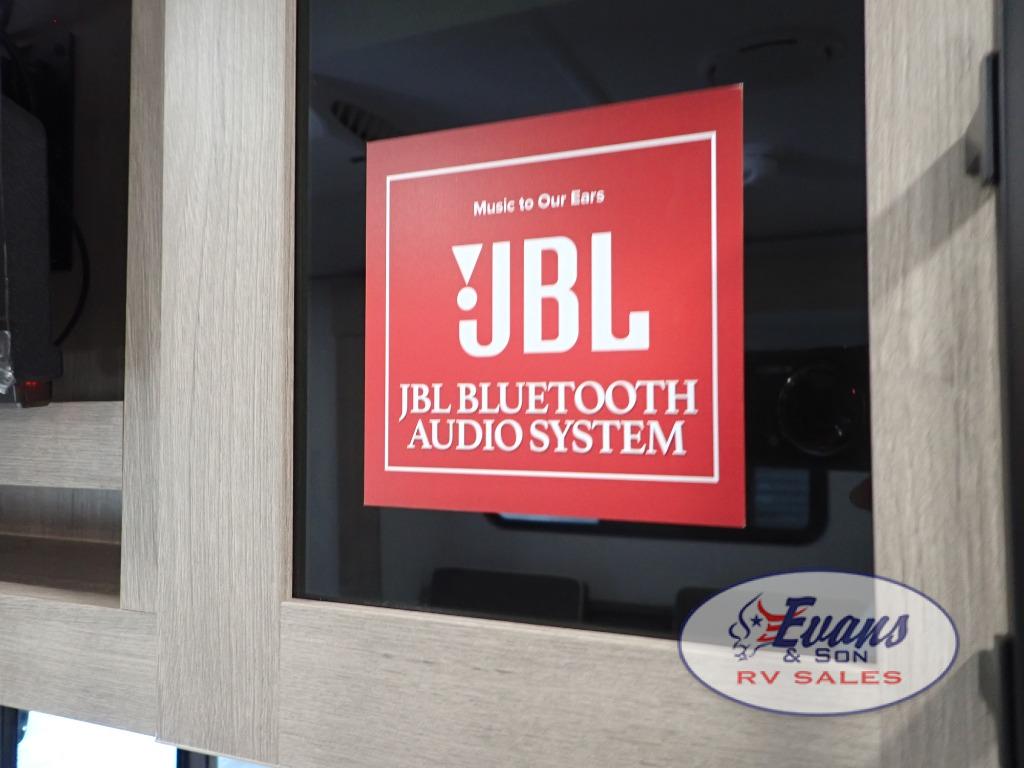 Music to Our Ears
JBL
JBL BLUETOOTH
AUDIO SYSTEM
Evans
& SON
RV SALES